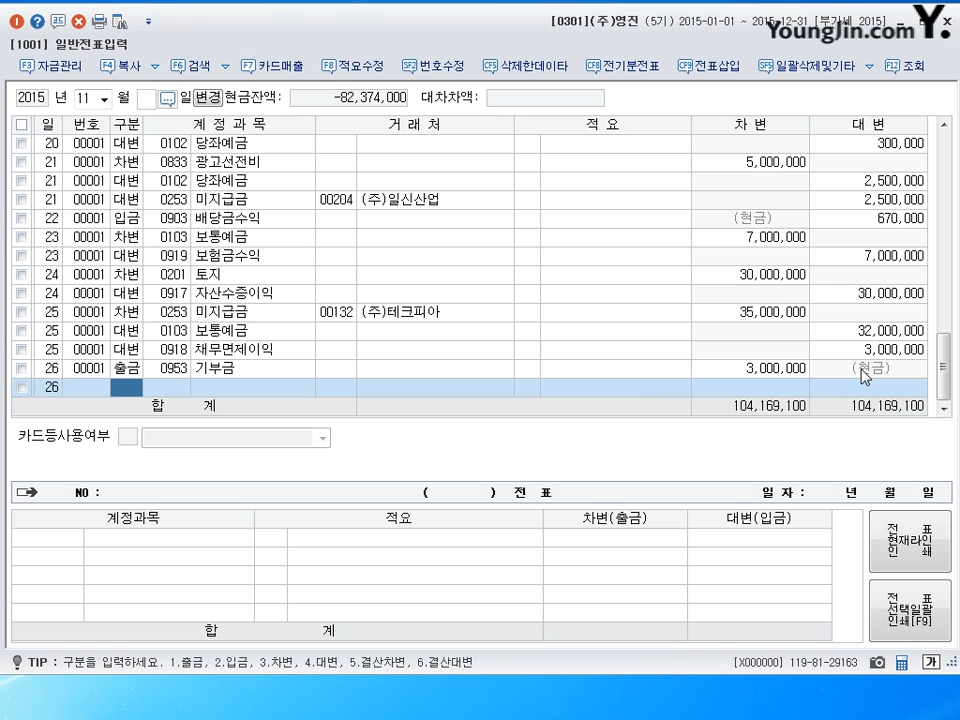 [0301](주)영진 (5기) 2015-01-01 ~ 2015-12-31 [부가세 2015]
YoungJin.com Y.
[1001] 일반전표입력
F3 자금관리 F4 복사 F6 검색 F7 카드매출 F8 적요수정 SF2 번호수정 CF5 삭제한데이타 CF8 전기분전표 CF9 전표삽입 SF5 일괄삭제및기타 F12 조회
2015 년 11 월 일 변경 현금잔액: -82,374,000 대차차액:
일 번호 구분 계 정 과 목 거 래 처 적 요 차 변 대 변
20 00001 대변 0102 당좌예금 300,000
21 00001 차변 0833 광고선전비 5,000,000
21 00001 대변 0102 당좌예금 2,500,000
21 00001 대변 0253 미지급금 00204 (주)일신산업 2,500,000
22 00001 입금 0903 배당금수익 (현금) 670,000
23 00001 차변 0103 보통예금 7,000,000
23 00001 대변 0919 보험금수익 7,000,000
24 00001 차변 0201 토지 30,000,000
24 00001 대변 0917 자산수증이익 30,000,000
25 00001 차변 0253 미지급금 00132 (주)테크피아 35,000,000
25 00001 대변 0103 보통예금 32,000,000
25 00001 대변 0918 채무면제이익 3,000,000
26 00001 출금 0953 기부금 3,000,000 (현금)
26
합 계 104,169,100 104,169,100
카드등사용여부
NO : ( ) 전 표 일 자 : 년 월 일
계정과목 적요 차변(출금) 대변(입금)
전 표
현재라인
인 쇄
전 표
선택일괄
인쇄[F9]
합 계
TIP : 구분을 입력하세요. 1.출금, 2.입금, 3.차변, 4.대변, 5.결산차변, 6.결산대변 [X000000] 119-81-29163 가